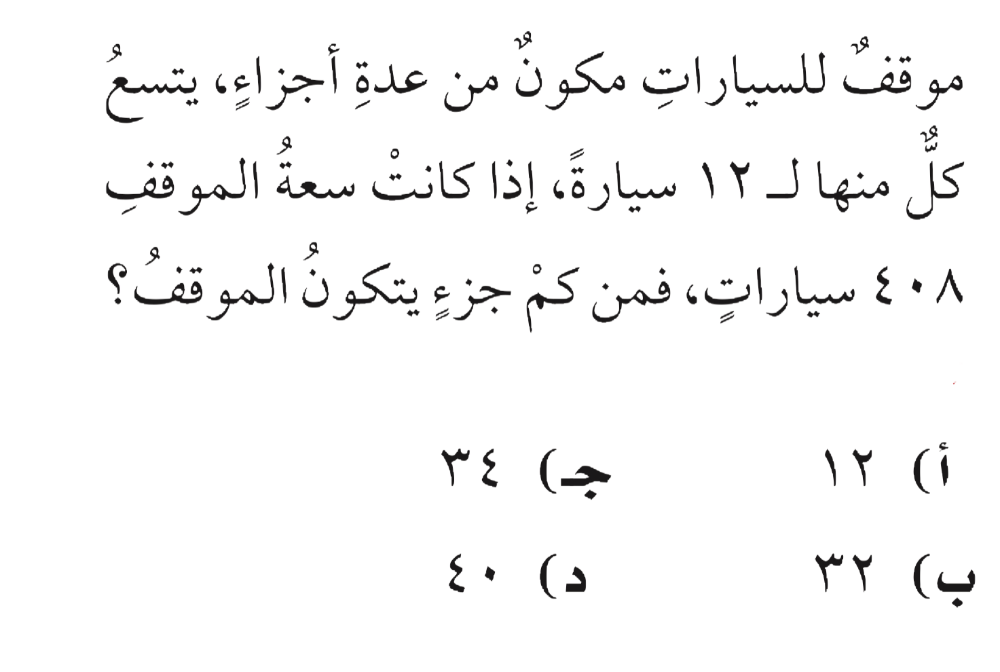 موقفٌ للسياراتِ مكونٌ من عدةِ أجزاءٍ، يتسعُ
كلٌّ منها لـ ١٢ سيارةً، إذا كانتْ سعةُ الموقفِ
٤٠٨ سياراتٍ، فمن كمْ جزءٍ يتكونُ الموقفُ؟
أ) ١٢ جـ) ٣٤
ب) ٣٢ د) ٤٠